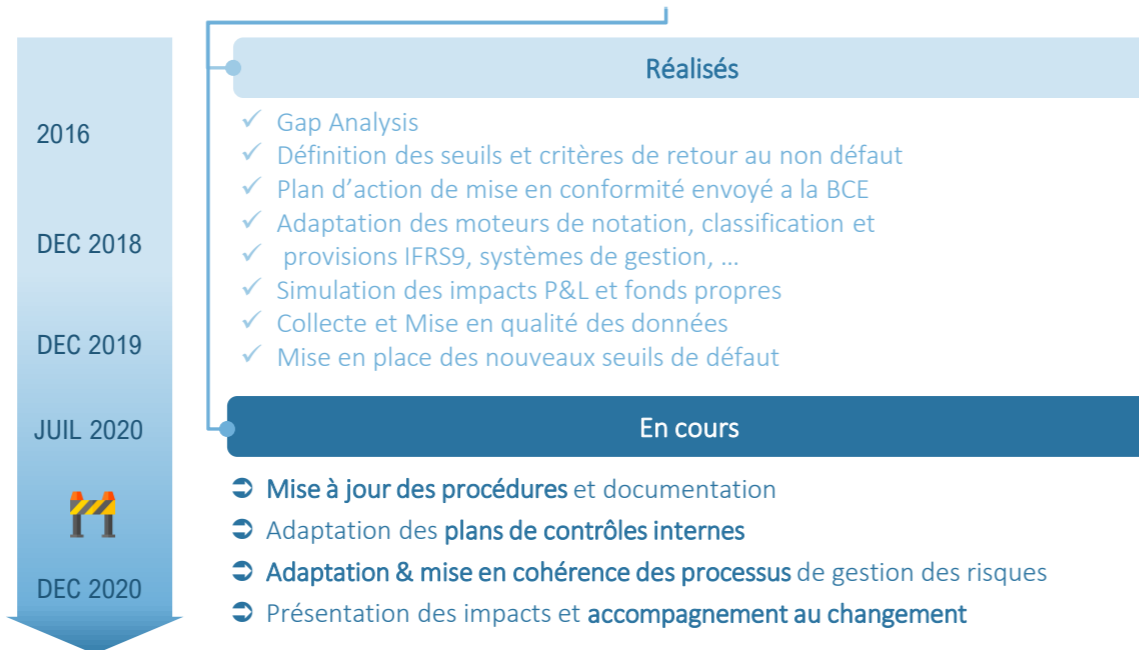 Réalisés
2016
✓ Gap Analysis
✓ Définition des seuils et critères de retour au non défaut
✓ Plan d'action de mise en conformité envoyé a la BCE
DEC 2018
✓ Adaptation des moteurs de notation, classification et
✓ provisions IFRS9, systèmes de gestion, ...
✓ Simulation des impacts P&L et fonds propres
✓ Collecte et Mise en qualité des données
DEC 2019
✓ Mise en place des nouveaux seuils de défaut
JUIL 2020
En cours
➲ Mise à jour des procédures et documentation
➲ Adaptation des plans de contrôles internes
➲ Adaptation & mise en cohérence des processus de gestion des risques
DEC 2020
➲ Présentation des impacts et accompagnement au changement